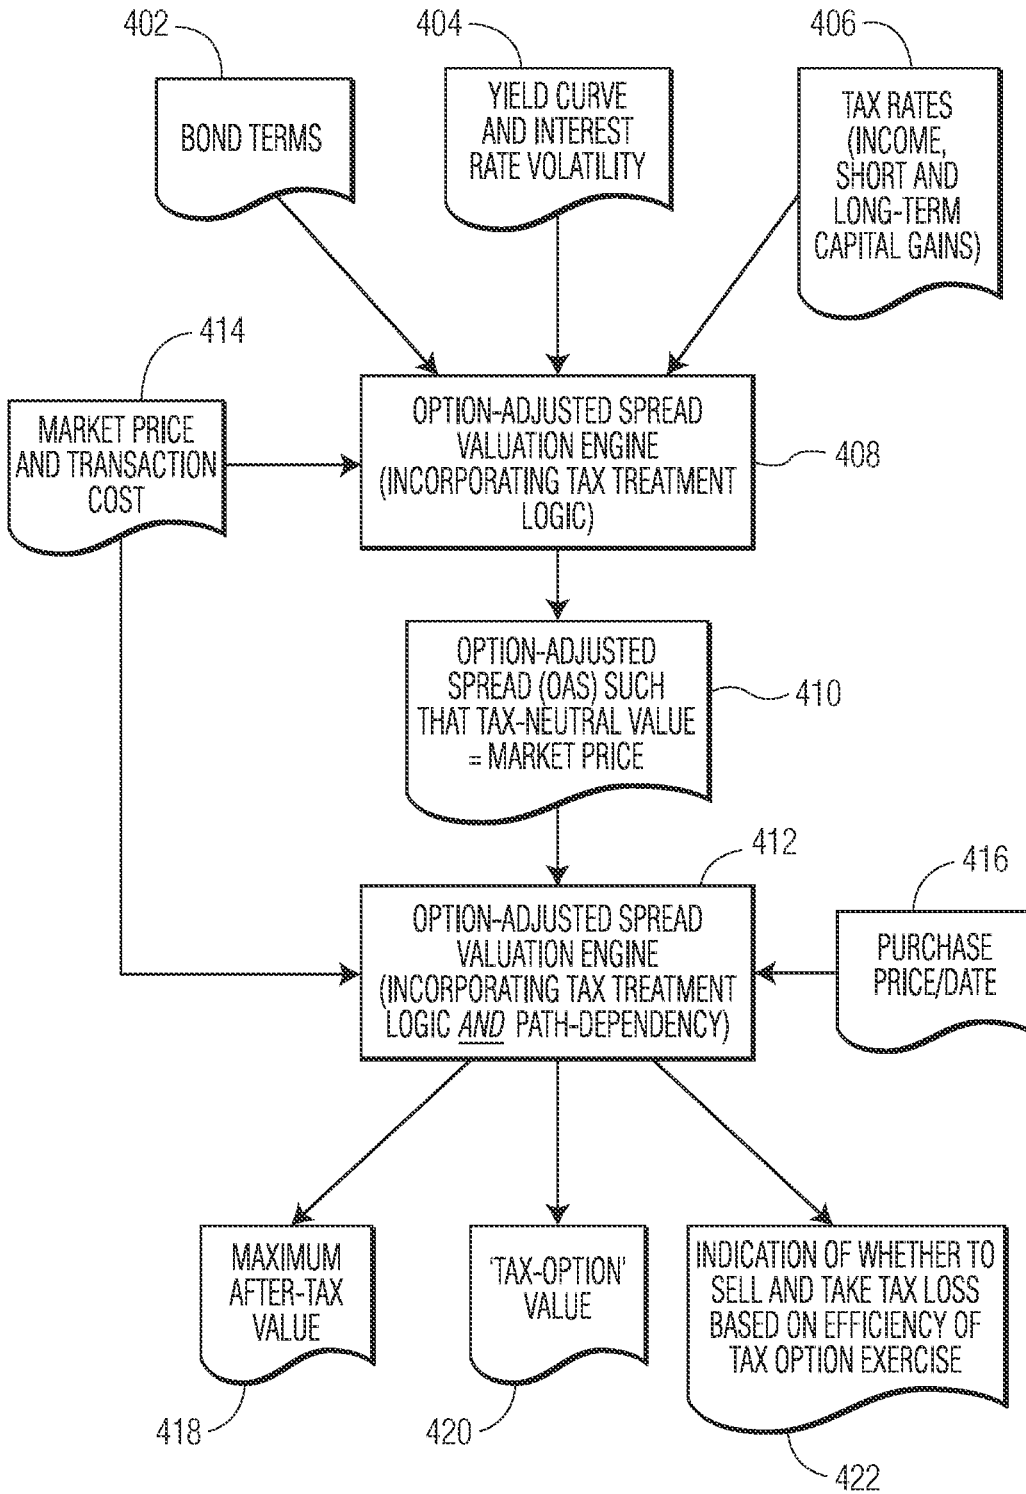 402
404
406
BOND TERMS
YIELD CURVE
AND INTEREST
RATE VOLATILITY
TAX RATES
(INCOME,
SHORT AND
LONG-TERM
CAPITAL GAINS)
414
MARKET PRICE
AND TRANSACTION
COST
OPTION-ADJUSTED SPREAD
VALUATION ENGINE
(INCORPORATING TAX TREATMENT
LOGIC)
408
OPTION-ADJUSTED
SPREAD (OAS) SUCH
THAT TAX-NEUTRAL VALUE
= MARKET PRICE
410
412
416
OPTION-ADJUSTED SPREAD
VALUATION ENGINE
(INCORPORATING TAX TREATMENT
LOGIC AND PATH-DEPENDENCY)
PURCHASE
PRICE/DATE
MAXIMUM
AFTER-TAX
VALUE
'TAX-OPTION'
VALUE
INDICATION OF WHETHER TO
SELL AND TAKE TAX LOSS
BASED ON EFFICIENCY OF
TAX OPTION EXERCISE
418
420
422